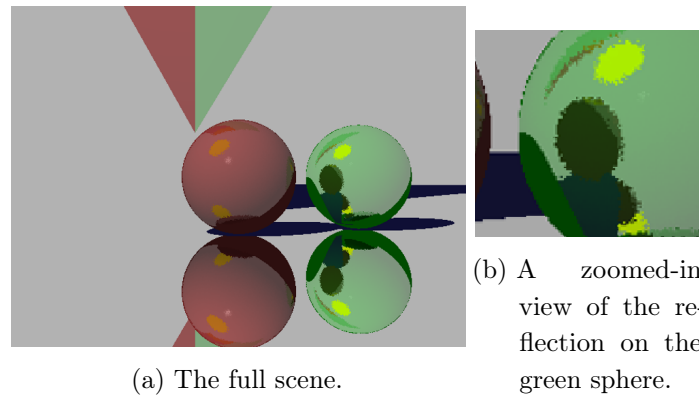 (a) The full scene.
(b) A zoomed-in
view of the re-
flection on the
green sphere.